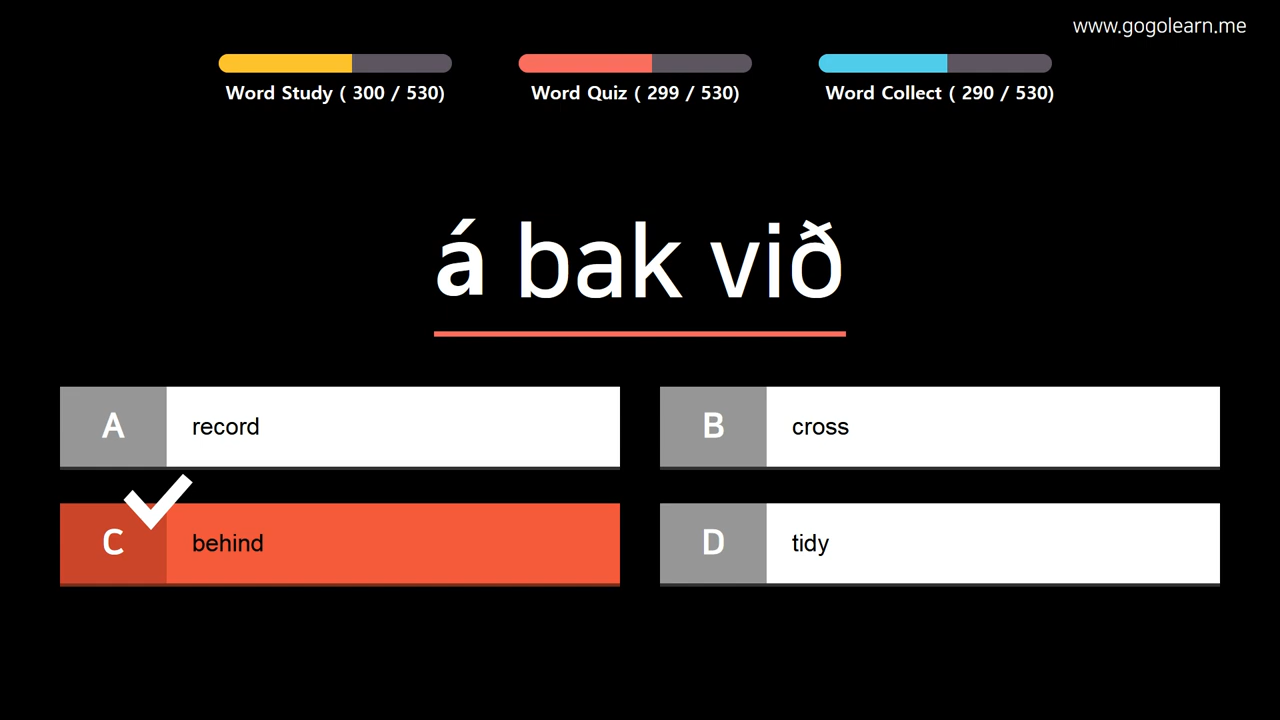 www.gogolearn.me
Word Study ( 300 / 530)
Word Quiz ( 299 / 530)
Word Collect ( 290 / 530)
á bak við
A record
B cross
C behind
D tidy